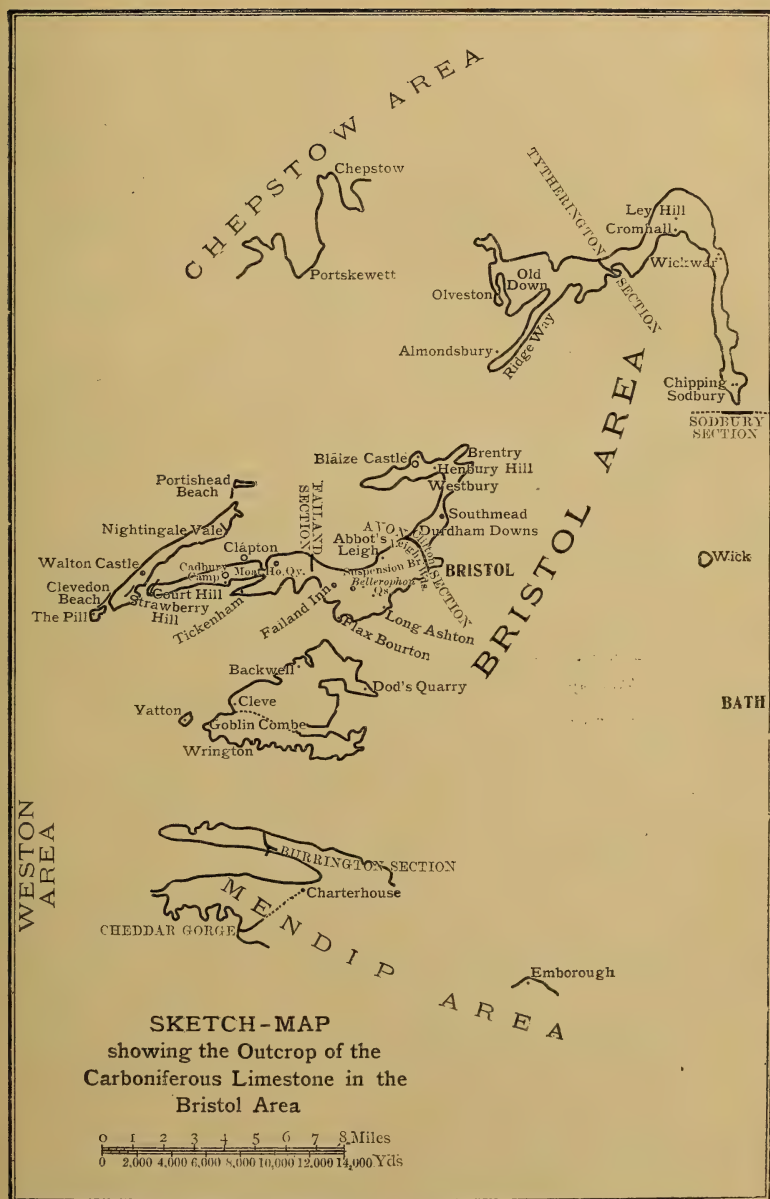 CHEPSTOW AREA
Chepstow
Portskewett
TYTHERINGTON SECTION
Ley Hill
Cromhall
Wickwar
Old
Down
Olveston
Ridge Way
Almondsbury
Chipping
Sodbury
SODBURY
SECTION
BRISTOL AREA
Blaize Castle
Brentry
Henbury Hill
Westbury
Portishead
Beach
FAILAND
SECTION
Southmead
Nightingale Vale
AVON SECTION
Durdham Downs
Abbot's
Leigh
Clifton
Leigh
Clapton
Walton Castle
Cadbury
Camp
Moat Ho. Qy.
Suspension Br.
BRISTOL
Wick
Clevedon
Beach
Court Hill
Bellerophon
Qs.
The Pill
Strawberry
Hill
Tickenham
Failand Inn
Long Ashton
Flax Bourton
Backwell
Dod's Quarry
BATH
Yatton
Cleve
Goblin Combe
Wrington
WESTON
AREA
BURRINGTON SECTION
Charterhouse
MENDIP AREA
CHEDDAR GORGE
Emborough
SKETCH-MAP
showing the Outcrop of the
Carboniferous Limestone in the
Bristol Area
0 1 2 3 4 5 6 7 8 Miles
0 2,000 4,000 6,000 8,000 10,000 12,000 14,000 Yds